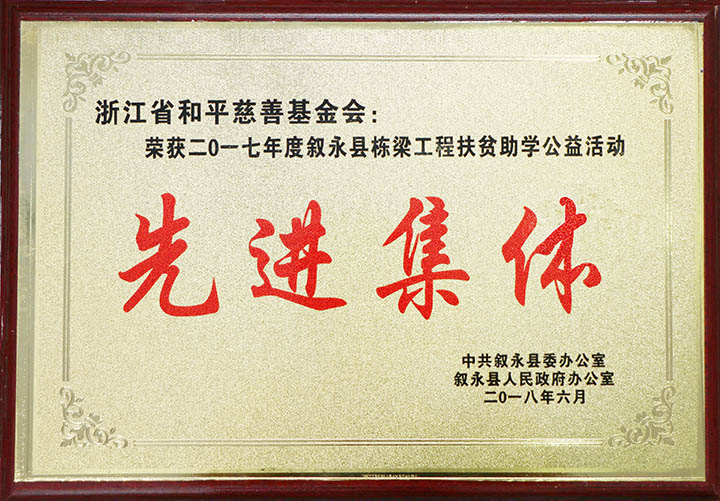 浙江省和平慈善基金会：
荣获二0一七年度叙永县栋梁工程扶贫助学公益活动
先进集体
中共叙永县委办公室
叙永县人民政府办公室
二0一八年六月